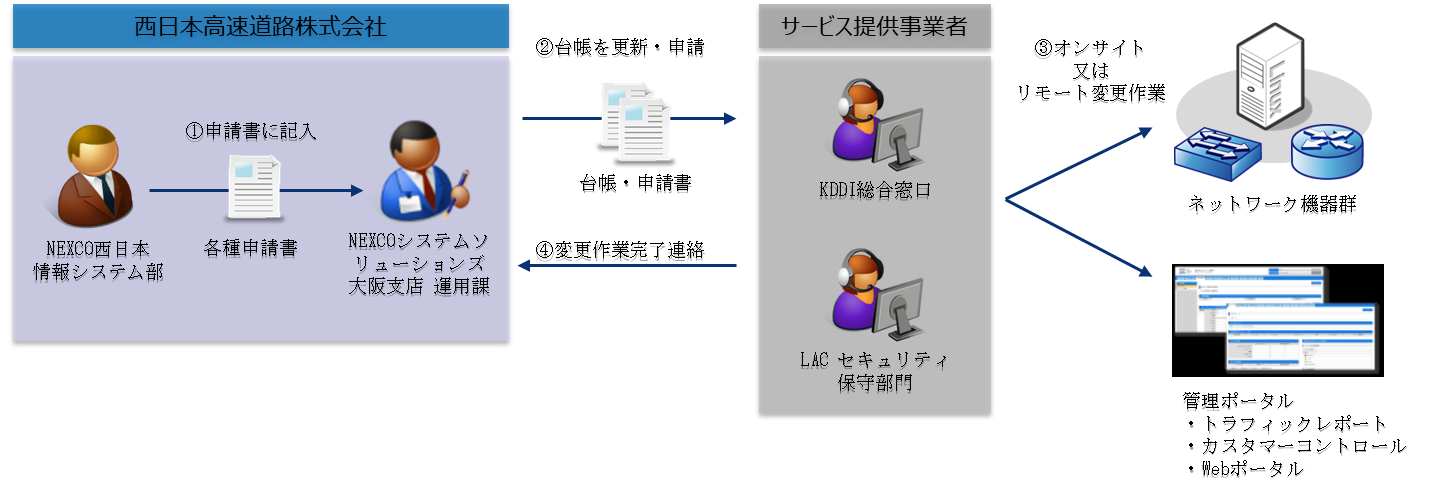 西日本高速道路株式会社
サービス提供事業者
①申請書に記入
NEXCO西日本
情報システム部
各種申請書
NEXCOシステムソ
リューションズ
大阪支店 運用課
②台帳を更新・申請
台帳・申請書
④変更作業完了連絡
KDDI総合窓口
LAC セキュリティ
保守部門
③オンサイト
又は
リモート変更作業
ネットワーク機器群
管理ポータル
・トラフィックレポート
・カスタマーコントロール
・Webポータル